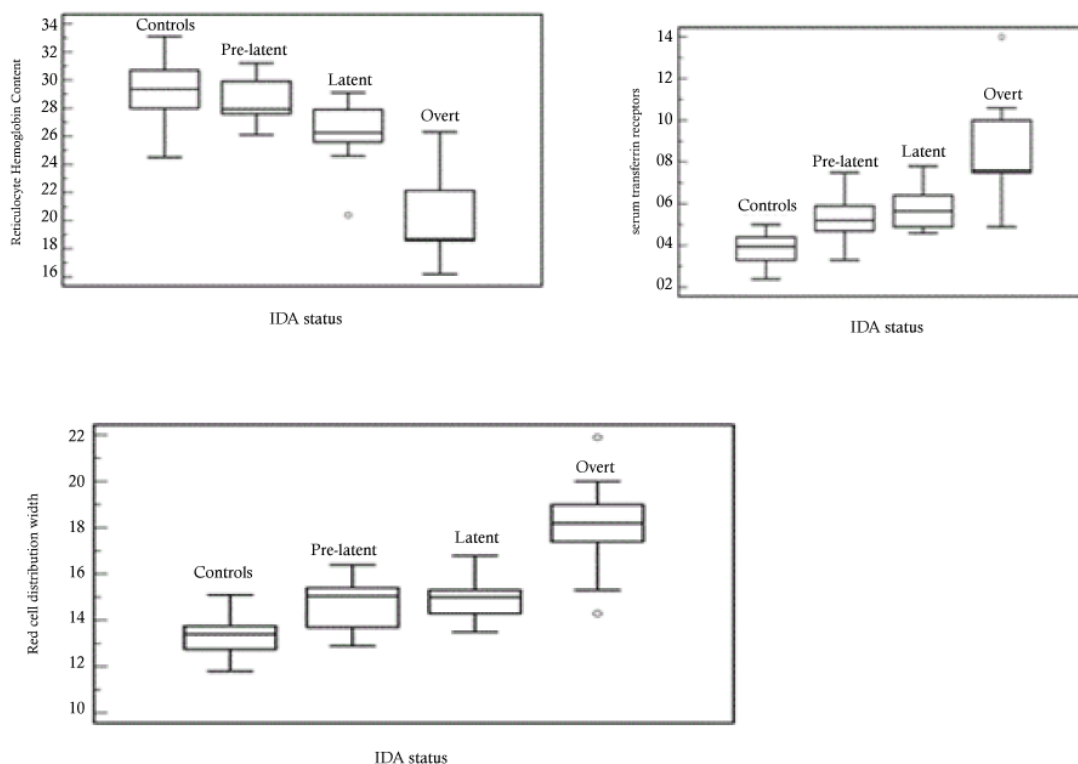 Reticulocyte Hemoglobin Content
34
32
30
28
26
24
22
20
18
16
Controls
Pre-latent
Latent
Overt
IDA status
serum transferrin receptors
14
12
10
08
06
04
02
Controls
Pre-latent
Latent
Overt
IDA status
Red cell distribution width
22
20
18
16
14
12
10
Controls
Pre-latent
Latent
Overt
IDA status